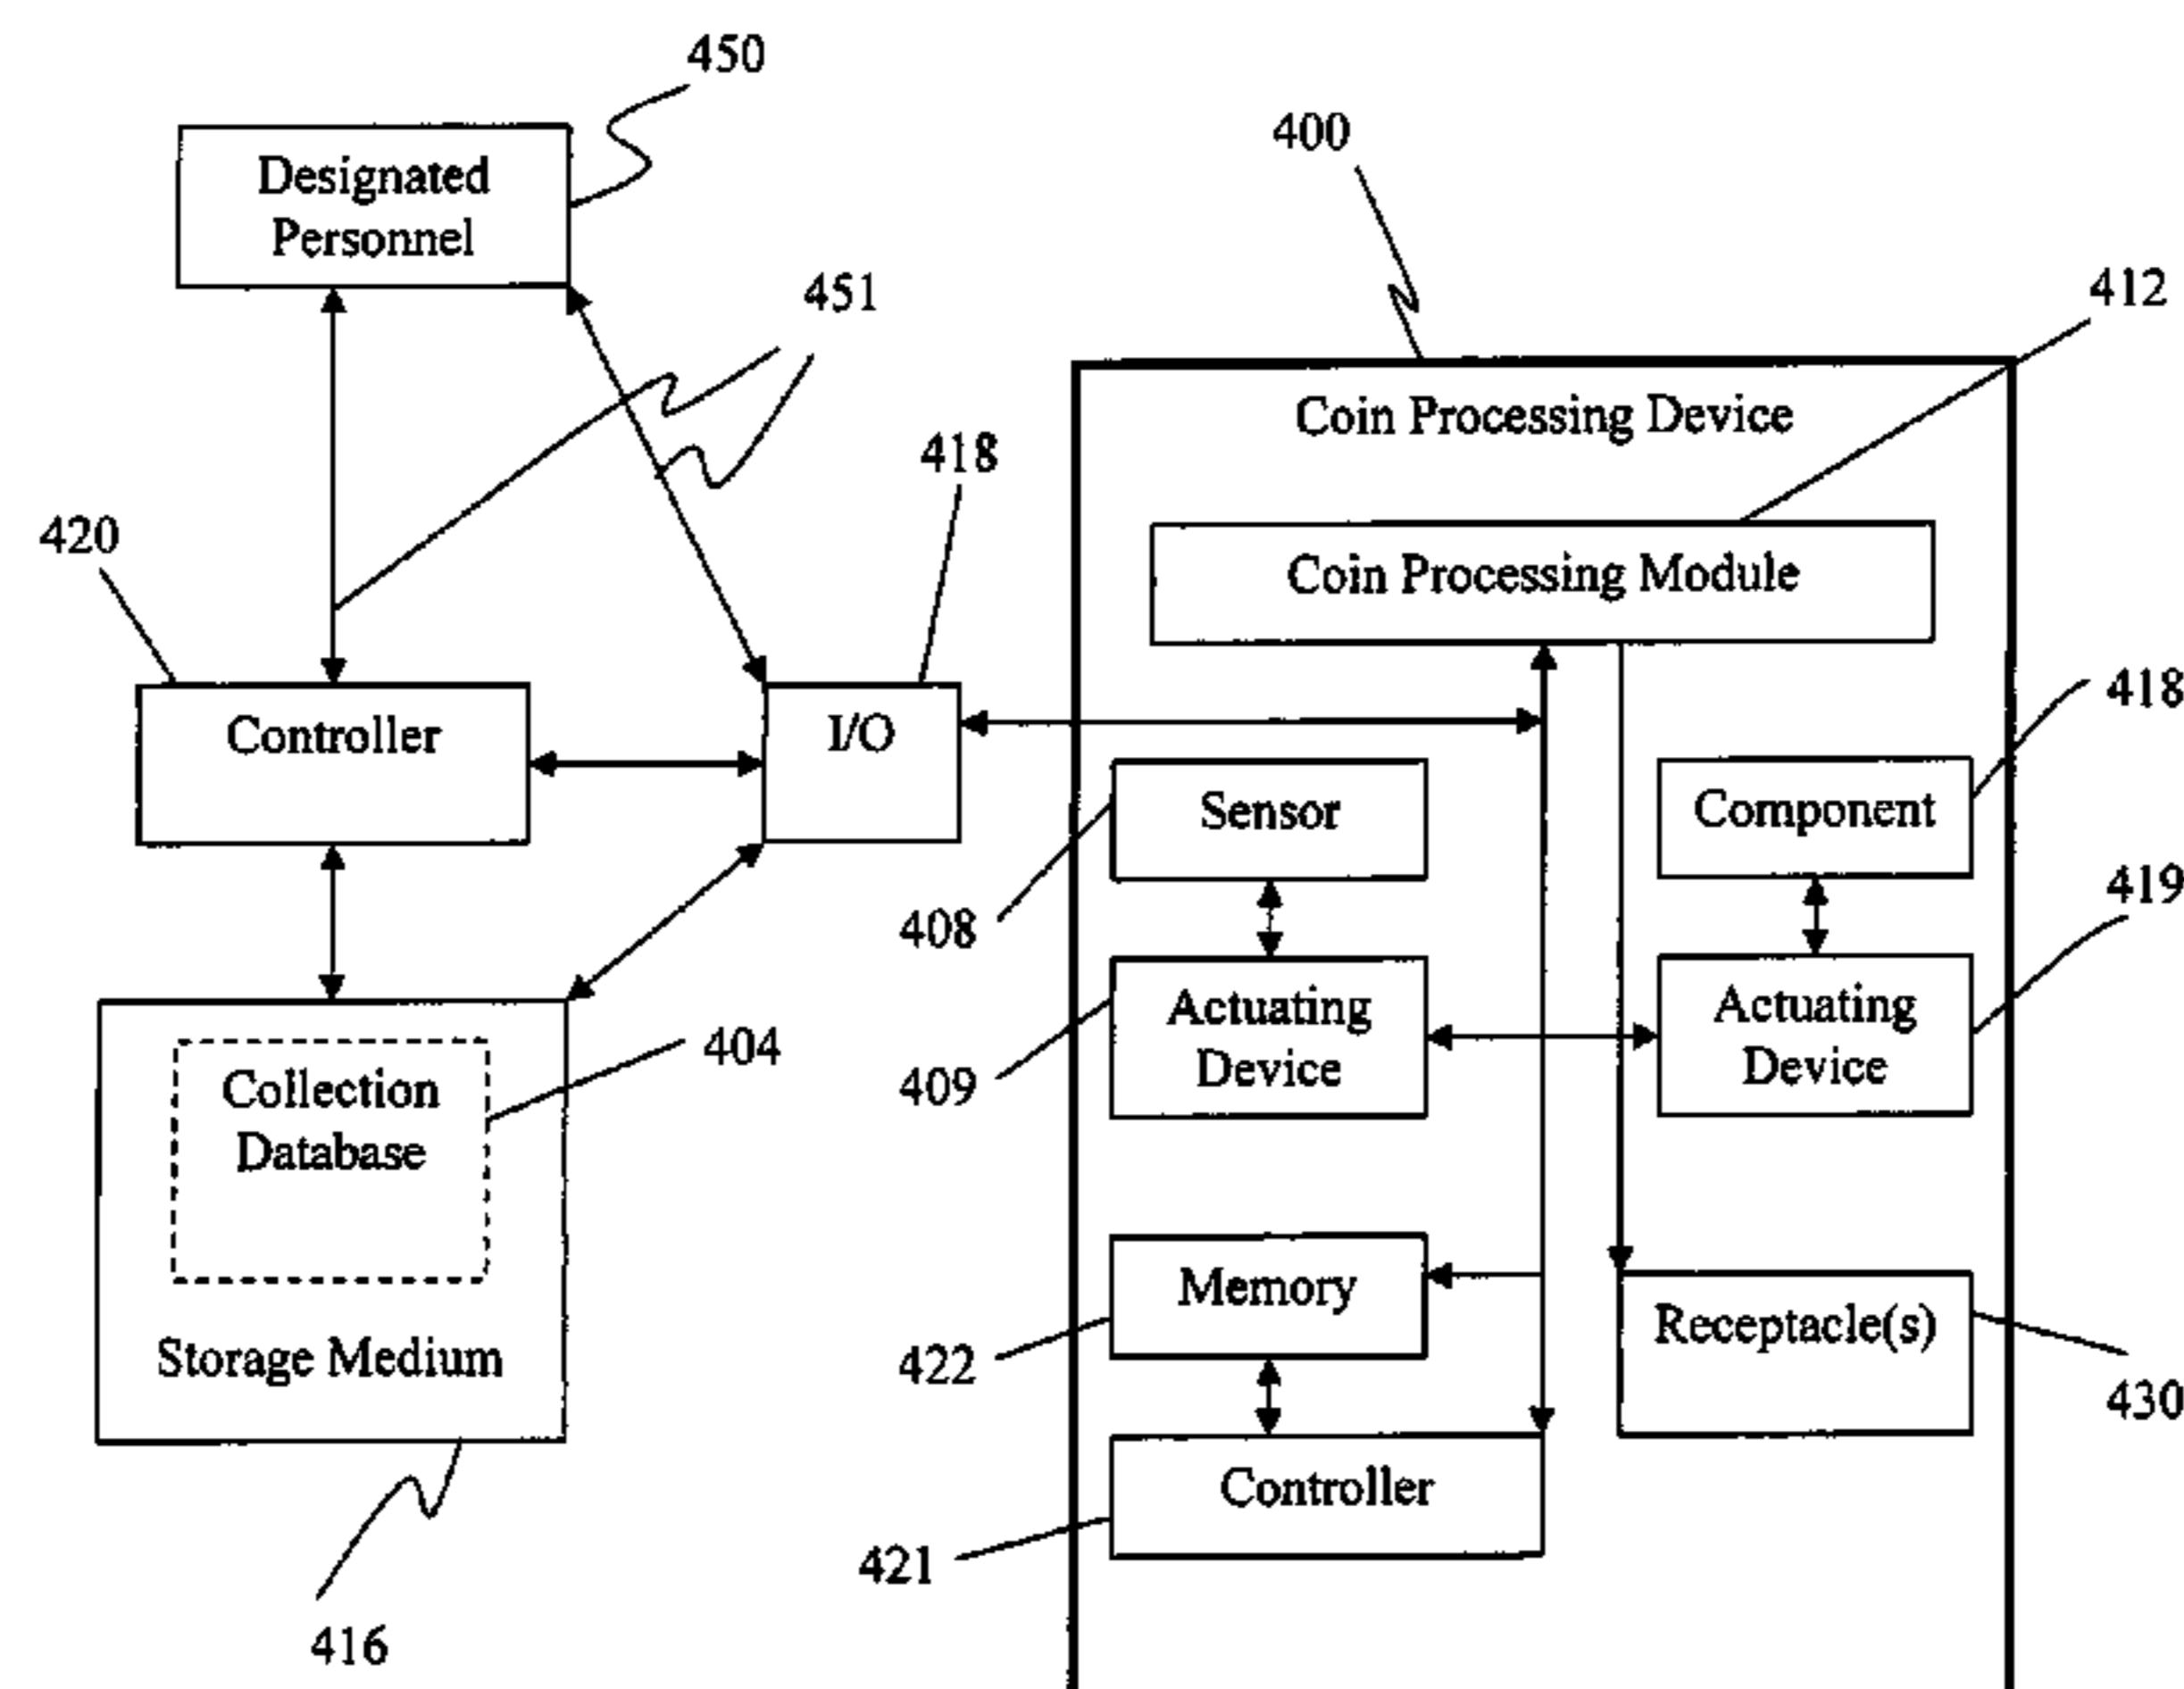 450
Designated
Personnel
400
451
412
Coin Processing Device
418
420
Coin Processing Module
418
Controller
I/O
Sensor
Component
408
419
404
Collection
Database
Actuating
Device
Actuating
Device
409
Memory
Receptacle(s)
Storage Medium
422
430
Controller
421
416